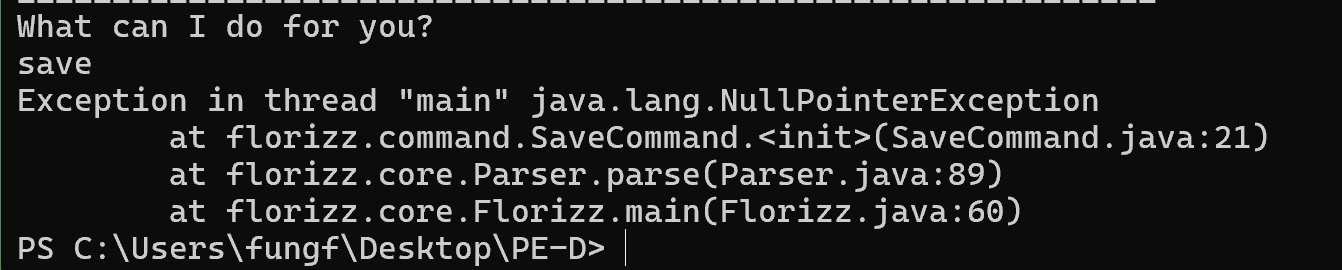 What can I do for you?
save
Exception in thread "main" java.lang.NullPointerException
        at florizz.command.SaveCommand.<init>(SaveCommand.java:21)
        at florizz.core.Parser.parse(Parser.java:89)
        at florizz.core.Florizz.main(Florizz.java:60)
PS C:\Users\fungf\Desktop\PE-D>